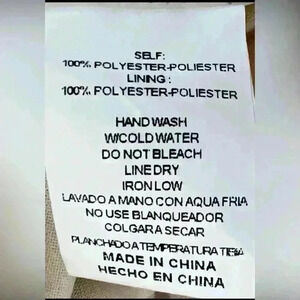 SELF:
100% POLYESTER-POLIESTER
LINING:
100% POLYESTER-POLIESTER
HAND WASH
W/COLD WATER
DO NOT BLEACH
LINE DRY
IRON LOW
LAVADO A MANO CON AQUA FRIA
NO USE BLANQUEADOR
COLGAR A SECAR
PLANCHADO A TEMPERATURA TIBIA
MADE IN CHINA
HECHO EN CHINA